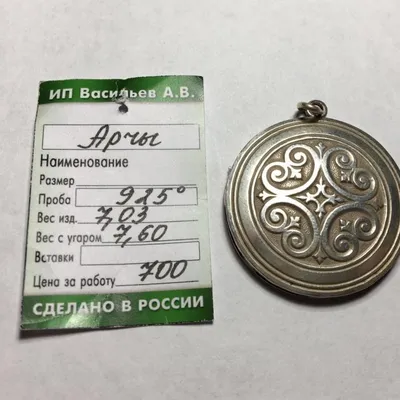 ИП Васильев А.В.
Арчы
Наименование
Размер
Проба 925°
Вес изд. 7,03
Вес с угаром 7,60
Вставки
Цена за работу 700
СДЕЛАНО В РОССИИ